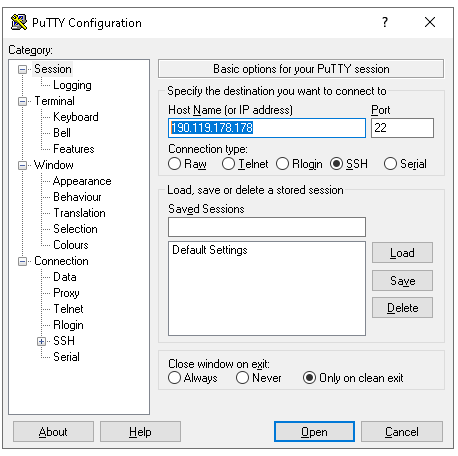 PuTTY Configuration
?
Category:
Session
Logging
Terminal
Keyboard
Bell
Features
Window
Appearance
Behaviour
Translation
Selection
Colours
Connection
Data
Proxy
Telnet
Rlogin
SSH
Serial
Basic options for your PuTTY session
Specify the destination you want to connect to
Host Name (or IP address) Port
190.119.178.178 22
Connection type:
Raw Telnet Rlogin SSH Serial
Load, save or delete a stored session
Saved Sessions
Default Settings
Load
Save
Delete
Close window on exit:
Always Never Only on clean exit
About Help Open Cancel